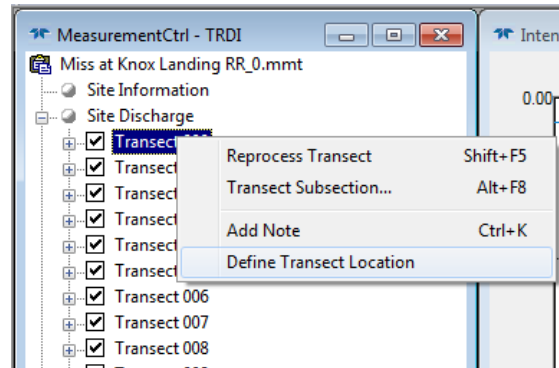 MeasurementCtrl - TRDI
Inten
Miss at Knox Landing RR_0.mmt
Site Information
Site Discharge
0.00
Transect
Reprocess Transect Shift+F5
Transect
Transect Subsection... Alt+F8
Transect
Transect
Add Note Ctrl+K
Transect
Define Transect Location
Transect
Transect 006
Transect 007
Transect 008